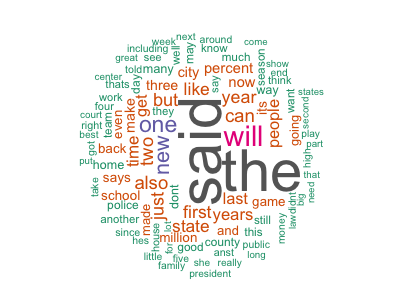 week next around
including well may know come
great see much show
center told many city percent season end
thats day three like now think states
work get but year its way want play
four make one can people going
court team even time said will part
right they the high
best back two new that
got home says also dont last game need
put school just first years still law didnt big
take police made state and this money
another house million county public
since hes for lot good anst long
little five she really
family president